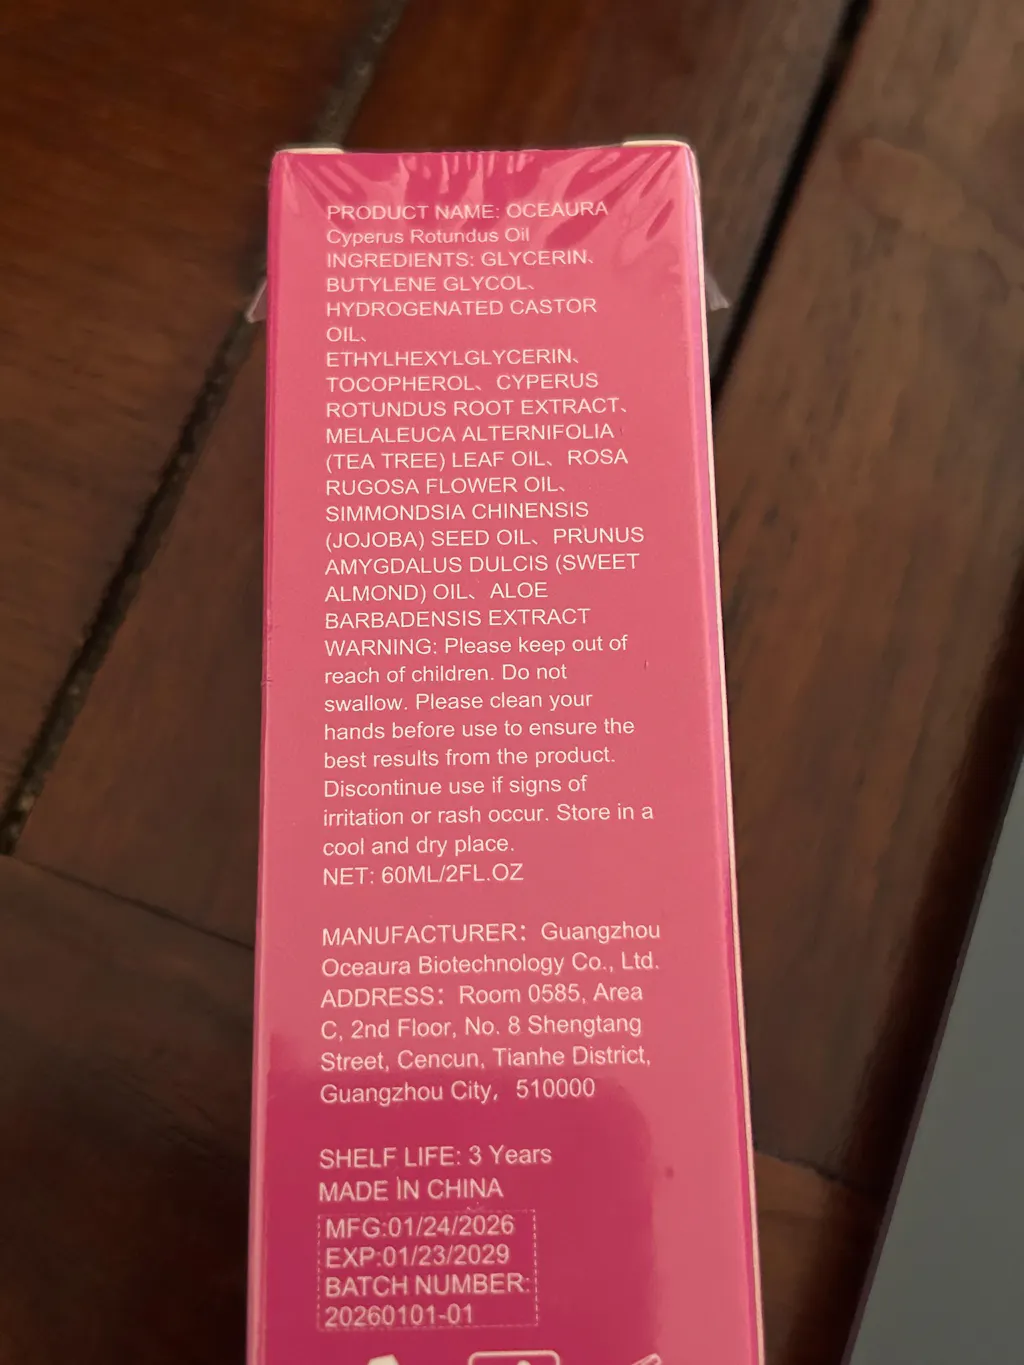 PRODUCT NAME: OCEAURA
Cyperus Rotundus Oil
INGREDIENTS: GLYCERIN、
BUTYLENE GLYCOL、
HYDROGENATED CASTOR
OIL、
ETHYLHEXYLGLYCERIN、
TOCOPHEROL、CYPERUS
ROTUNDUS ROOT EXTRACT、
MELALEUCA ALTERNIFOLIA
(TEA TREE) LEAF OIL、ROSA
RUGOSA FLOWER OIL、
SIMMONDSIA CHINENSIS
(JOJOBA) SEED OIL、PRUNUS
AMYGDALUS DULCIS (SWEET
ALMOND) OIL、ALOE
BARBADENSIS EXTRACT
WARNING: Please keep out of
reach of children. Do not
swallow. Please clean your
hands before use to ensure the
best results from the product.
Discontinue use if signs of
irritation or rash occur. Store in a
cool and dry place.
NET: 60ML/2FL.OZ
MANUFACTURER：Guangzhou
Oceaura Biotechnology Co., Ltd.
ADDRESS：Room 0585, Area
C, 2nd Floor, No. 8 Shengtang
Street, Cencun, Tianhe District,
Guangzhou City，510000
SHELF LIFE: 3 Years
MADE IN CHINA
MFG:01/24/2026
EXP:01/23/2029
BATCH NUMBER:
20260101-01